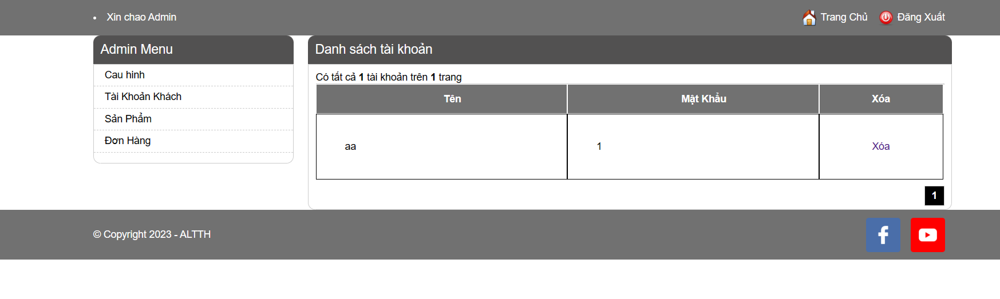 Xin chao Admin
Trang Chủ
Đăng Xuất
Admin Menu
Cau hinh
Tài Khoản Khách
Sản Phẩm
Đơn Hàng
Danh sách tài khoản
Có tất cả 1 tài khoản trên 1 trang
Tên Mật Khẩu Xóa
aa 1 Xóa
1
© Copyright 2023 - ALTTH